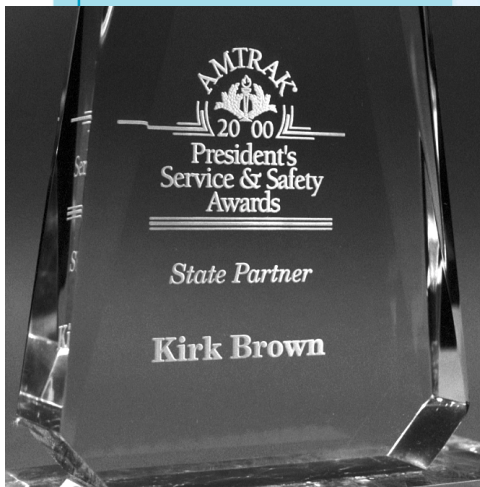 AMTRAK
20 00
President's
Service & Safety
Awards
State Partner
Kirk Brown